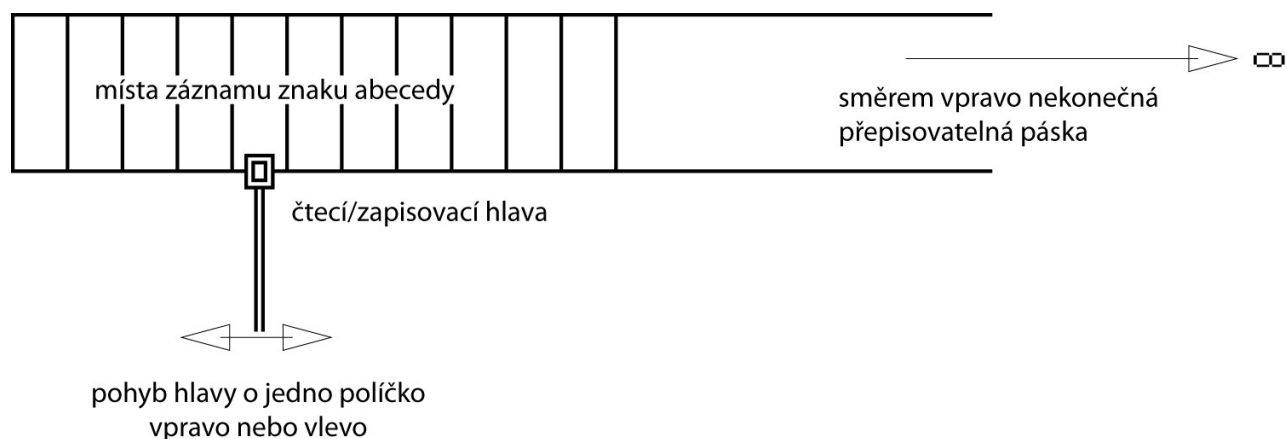 místa záznamu znaku abecedy
∞
směrem vpravo nekonečná
přepisovatelná páska
čtecí/zapisovací hlava
pohyb hlavy o jedno políčko
vpravo nebo vlevo